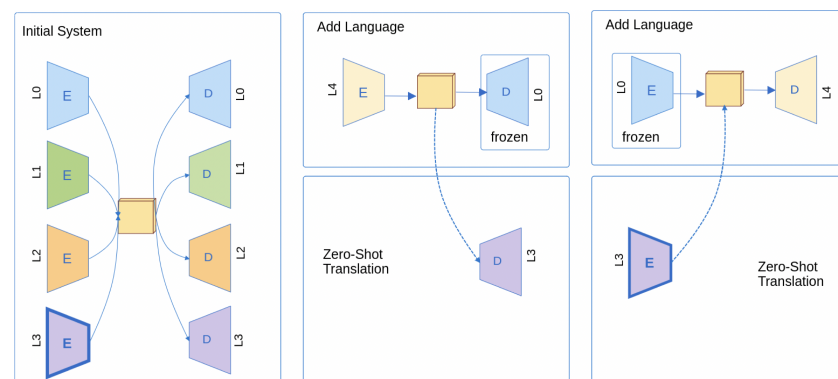 Initial System
L0
E
D
L0
L1
E
D
L1
L2
E
D
L2
L3
E
D
L3
Add Language
L4
E
D
L0
frozen
Zero-Shot
Translation
D
L3
Add Language
L0
E
frozen
D
L4
L3
E
Zero-Shot
Translation